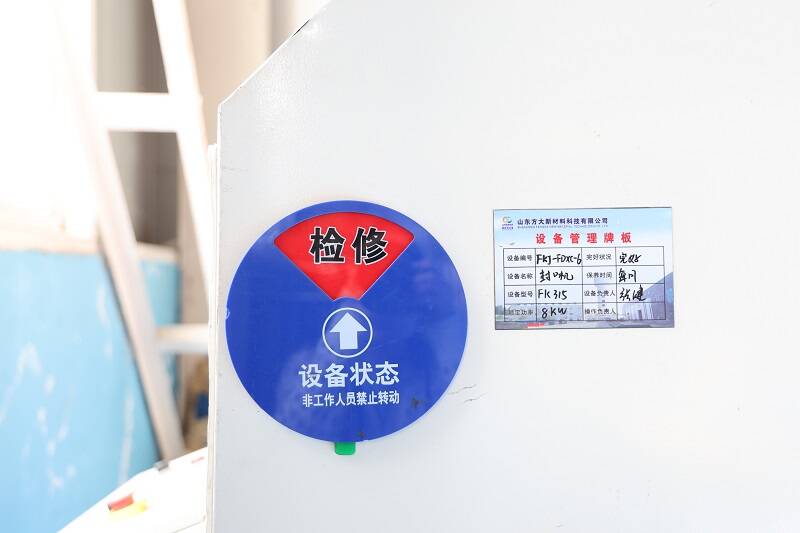 检修
设备状态
非工作人员禁止转动
山东方大新材料科技有限公司
设备管理牌板
设备编号 FKJ-FDXC-6 完好状况 完好
设备名称 封口机 保养时间 每月
设备型号 FK315 设备负责人 张健
额定功率 8KW 操作负责人